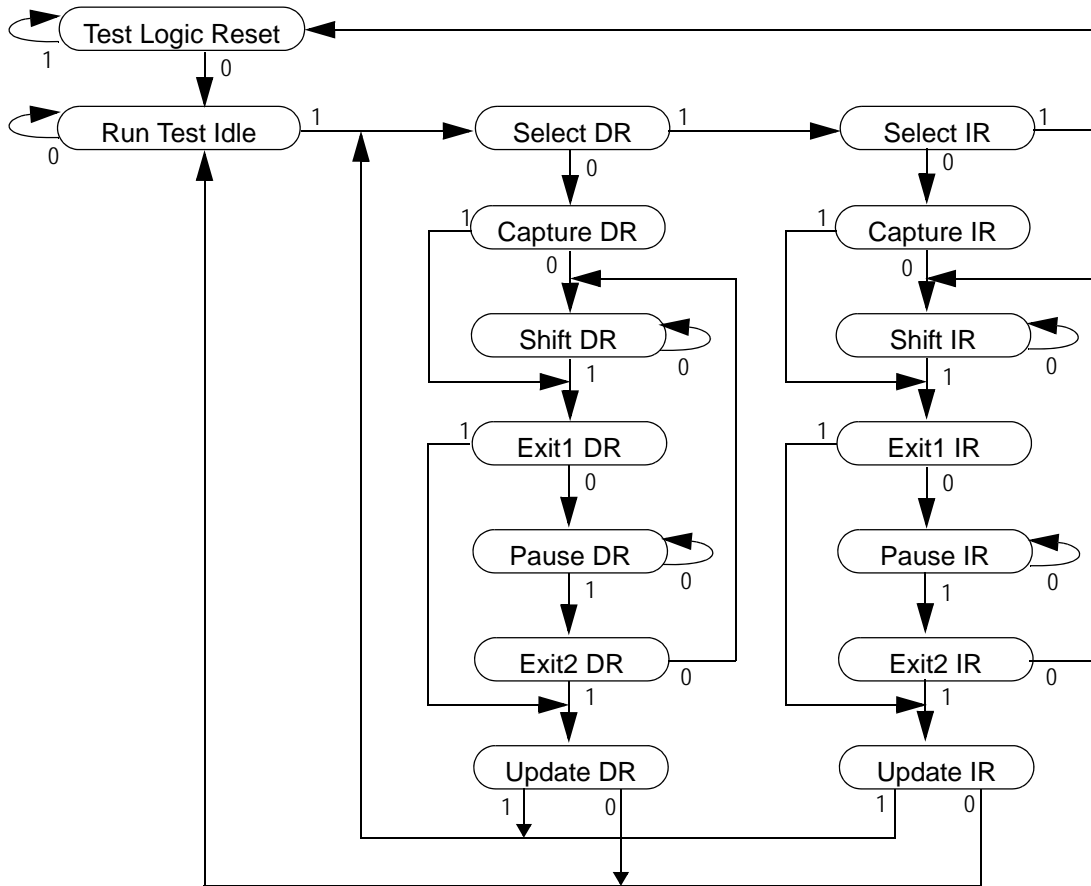 Test Logic Reset
1
0
Run Test Idle
1
0
Select DR
1
0
Select IR
1
0
1
Capture DR
0
1
Capture IR
0
Shift DR
0
1
Shift IR
0
1
1
Exit1 DR
0
1
Exit1 IR
0
Pause DR
0
1
Pause IR
0
1
Exit2 DR
0
1
Exit2 IR
0
1
Update DR
1
0
Update IR
1
0